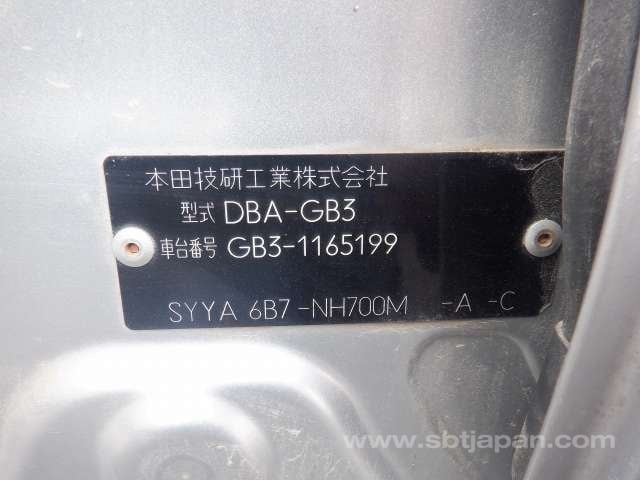 本田技研工業株式会社
型式 DBA-GB3
車台番号 GB3-1165199
SYYA 6B7-NH700M -A -C
www.sbtjapan.com